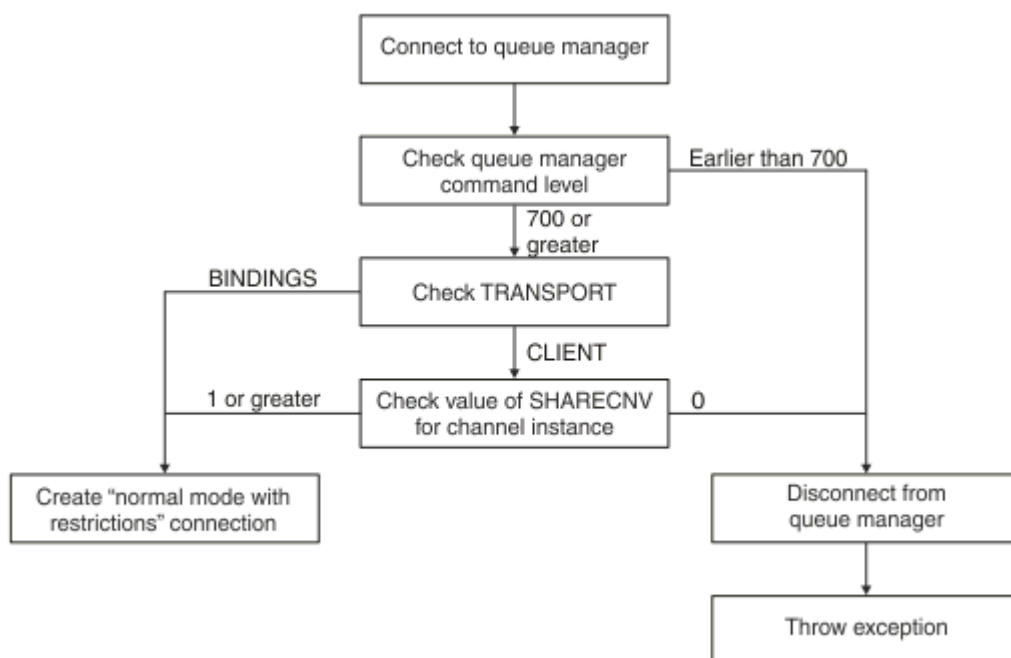 Connect to queue manager
Check queue manager
command level
Earlier than 700
700 or
greater
BINDINGS
Check TRANSPORT
CLIENT
1 or greater
Check value of SHARECNV
for channel instance
0
Create “normal mode with
restrictions” connection
Disconnect from
queue manager
Throw exception